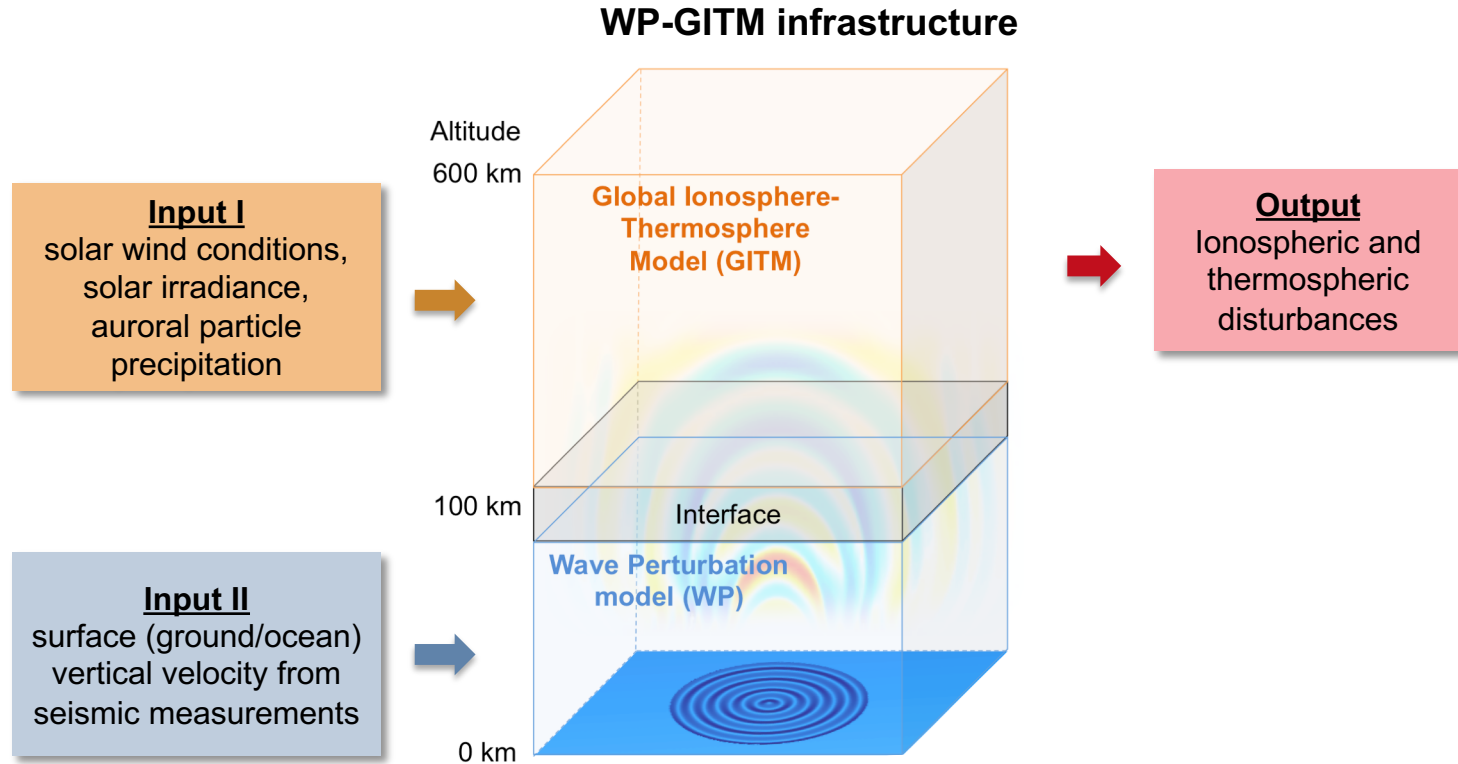 WP-GITM infrastructure
Altitude
600 km
Global Ionosphere-
Thermosphere
Model (GITM)
Input I
solar wind conditions,
solar irradiance,
auroral particle
precipitation
Output
Ionospheric and
thermospheric
disturbances
100 km
Interface
Wave Perturbation
model (WP)
Input II
surface (ground/ocean)
vertical velocity from
seismic measurements
0 km